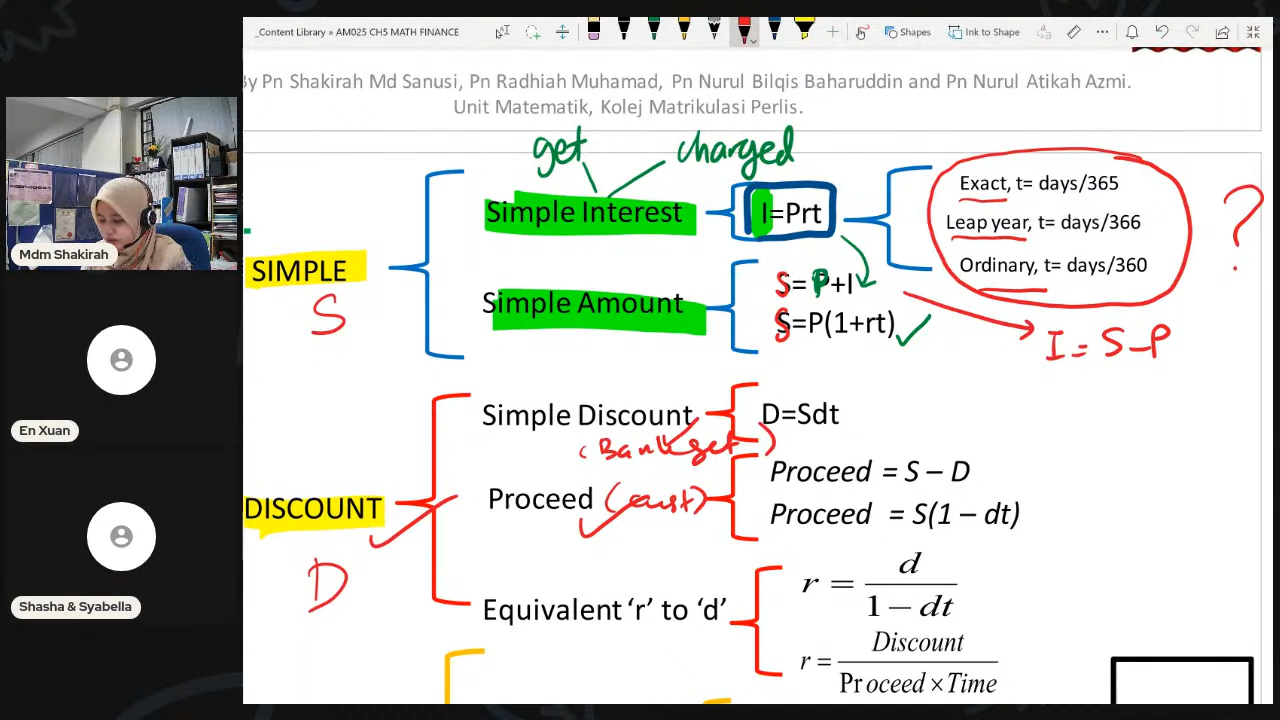 _Content Library » AM025 CH5 MATH FINANCE
Shapes
Ink to Shape
By Pn Shakirah Md Sanusi, Pn Radhiah Muhamad, Pn Nurul Bilqis Baharuddin and Pn Nurul Atikah Azmi.
Unit Matematik, Kolej Matrikulasi Perlis.
get charged
Simple Interest
I=Prt
Exact, t= days/365
Leap year, t= days/366
Ordinary, t= days/360
?
SIMPLE
S
Simple Amount
S= P+I
S=P(1+rt)
I = S - P
Mdm Shakirah
En Xuan
Shasha & Syabella
DISCOUNT
D
Simple Discount
(Bank get)
D=Sdt
Proceed (cust)
Proceed = S – D
Proceed = S(1 – dt)
Equivalent ‘r’ to ‘d’
r = d / 1 − dt
r = Discount / Proceed × Time